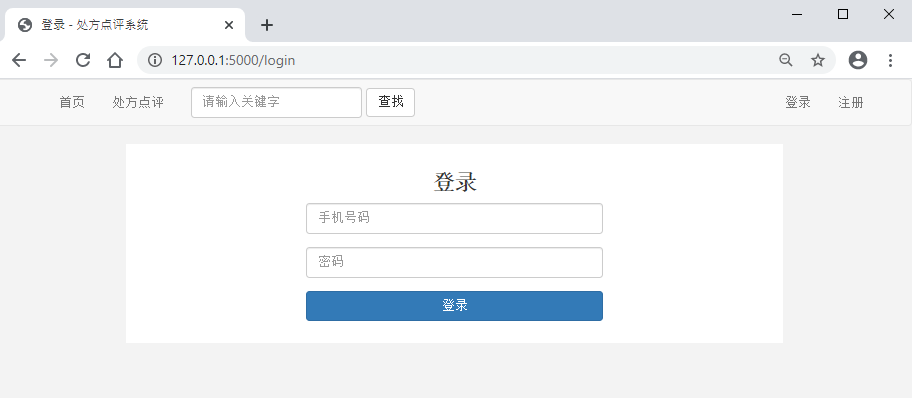 登录 - 处方点评系统
127.0.0.1:5000/login
首页 处方点评 请输入关键字 查找 登录 注册
登录
手机号码
密码
登录